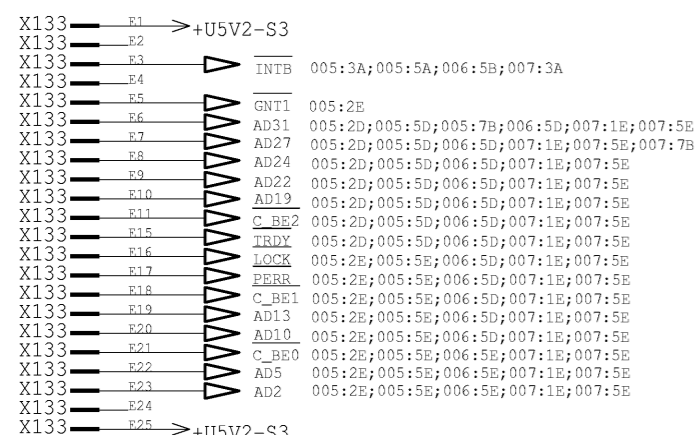 X133 E1 +U5V2-S3
X133 E2
X133 E3 INTB 005:3A;005:5A;006:5B;007:3A
X133 E4
X133 E5 GNT1 005:2E
X133 E6 AD31 005:2D;005:5D;005:7B;006:5D;007:1E;007:5E
X133 E7 AD27 005:2D;005:5D;006:5D;007:1E;007:5E;007:7B
X133 E8 AD24 005:2D;005:5D;006:5D;007:1E;007:5E
X133 E9 AD22 005:2D;005:5D;006:5D;007:1E;007:5E
X133 E10 AD19 005:2D;005:5D;006:5D;007:1E;007:5E
X133 E11 C_BE2 005:2D;005:5D;006:5D;007:1E;007:5E
X133 E15 TRDY 005:2D;005:5D;006:5D;007:1E;007:5E
X133 E16 LOCK 005:2E;005:5E;006:5D;007:1E;007:5E
X133 E17 PERR 005:2E;005:5E;006:5D;007:1E;007:5E
X133 E18 C_BE1 005:2E;005:5E;006:5D;007:1E;007:5E
X133 E19 AD13 005:2E;005:5E;006:5D;007:1E;007:5E
X133 E20 AD10 005:2E;005:5E;006:5D;007:1E;007:5E
X133 E21 C_BE0 005:2E;005:5E;006:5E;007:1E;007:5E
X133 E22 AD5 005:2E;005:5E;006:5E;007:1E;007:5E
X133 E23 AD2 005:2E;005:5E;006:5E;007:1E;007:5E
X133 E24
X133 E25 +U5V2-S3